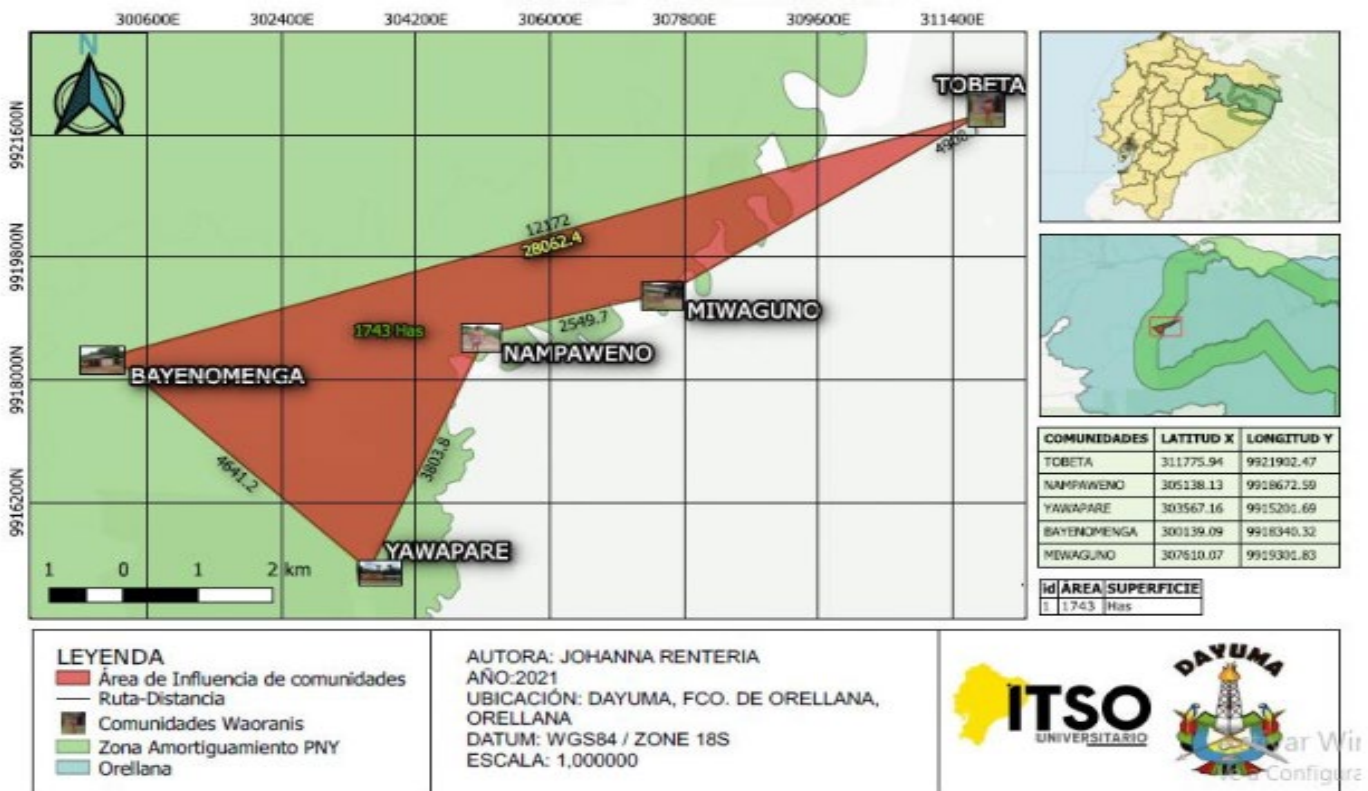 300600E 302400E 304200E 306000E 307800E 309600E 311400E
N
9921600N
9919800N
9918000N
9916200N
TOBETA
4908.
12172
28062.4
MIWAGUNO
2549.7
1743 Has
NAMPAWENO
BAYENOMENGA
4641.2
3803.8
YAWAPARE
1 0 1 2 km
COMUNIDADES LATITUD X LONGITUD Y
TOBETA 311775.94 9921902.47
NAMPAWENO 305138.13 9918672.59
YAWAPARE 303567.16 9915201.69
BAYENOMENGA 300139.09 9918340.32
MEWAGUNO 307610.07 9919301.83
id ÁREA SUPERFICIE
1 1743 Has
LEYENDA
Área de Influencia de comunidades
Ruta-Distancia
Comunidades Waoranis
Zona Amortiguamiento PNY
Orellana
AUTORA: JOHANNA RENTERIA
AÑO:2021
UBICACIÓN: DAYUMA, FCO. DE ORELLANA,
ORELLANA
DATUM: WGS84 / ZONE 18S
ESCALA: 1,000000
ITSO
UNIVERSITARIO
DAYUMA
ar Wir
Configura